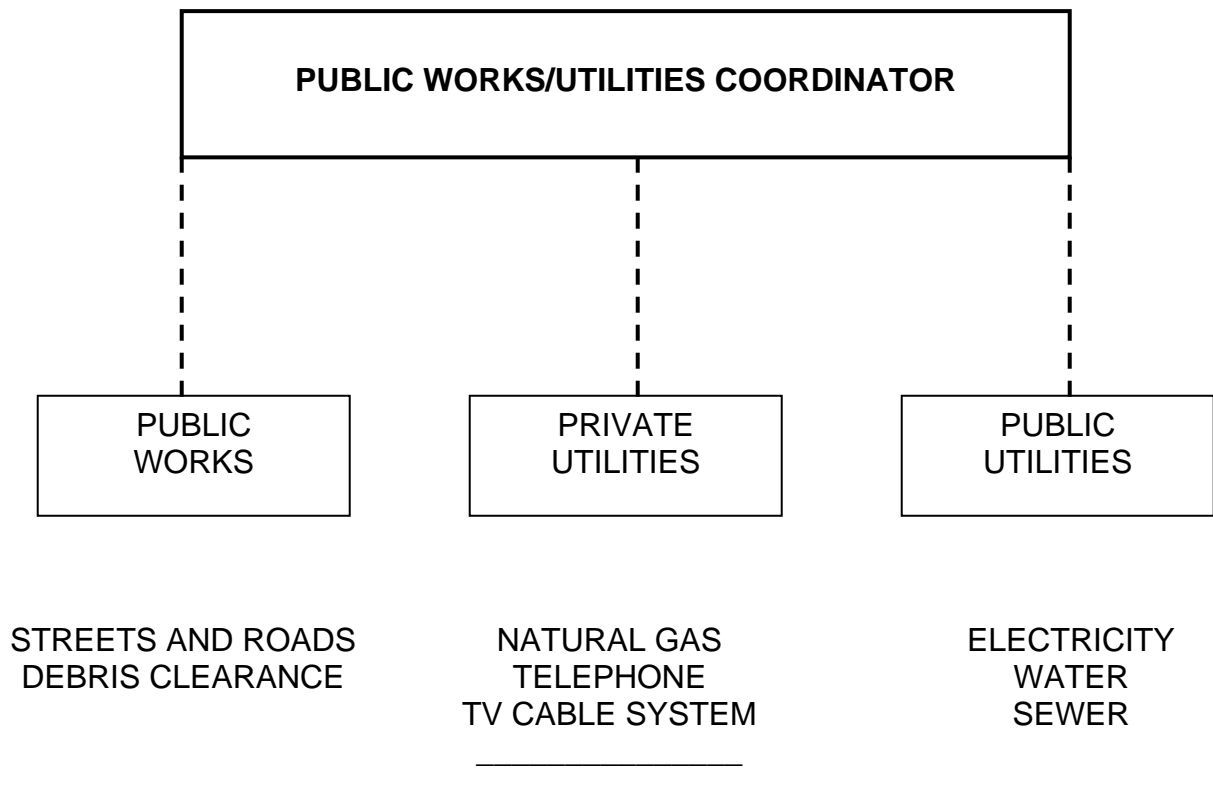 PUBLIC WORKS/UTILITIES COORDINATOR
PUBLIC
WORKS
PRIVATE
UTILITIES
PUBLIC
UTILITIES
STREETS AND ROADS
DEBRIS CLEARANCE
NATURAL GAS
TELEPHONE
TV CABLE SYSTEM
_______________
ELECTRICITY
WATER
SEWER